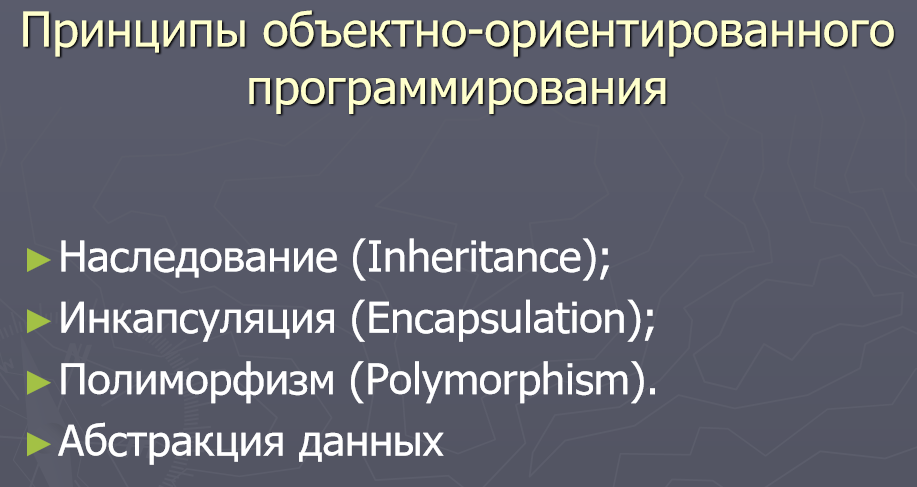 Принципы объектно-ориентированного
программирования
►Наследование (Inheritance);
►Инкапсуляция (Encapsulation);
►Полиморфизм (Polymorphism).
►Абстракция данных